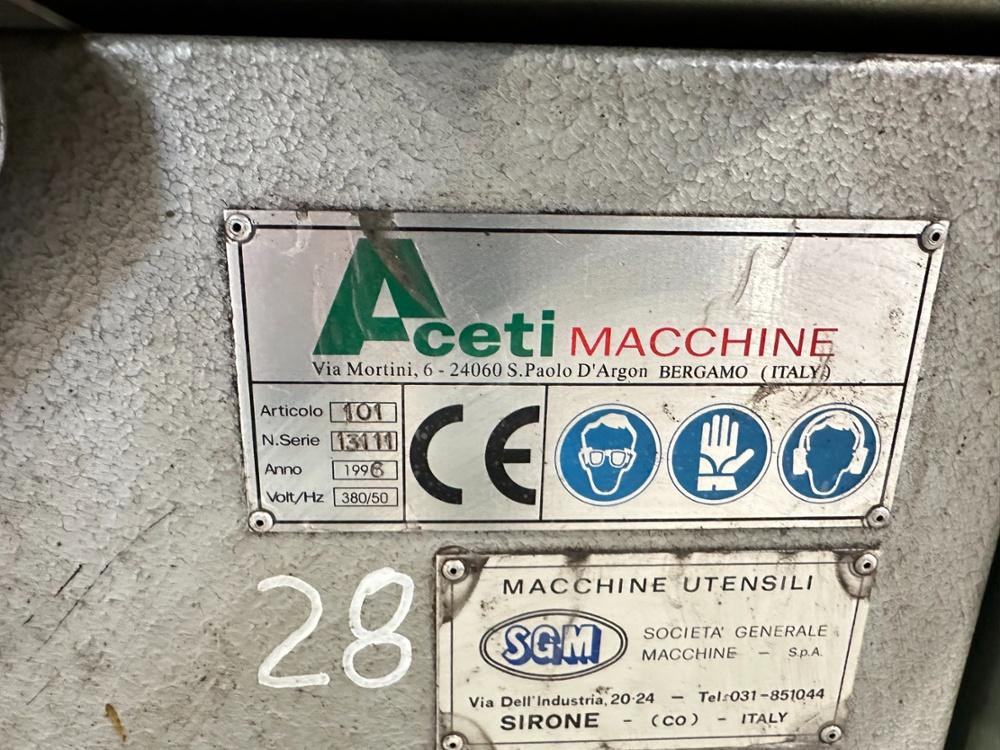 Aceti MACCHINE
Via Mortini, 6 - 24060 S.Paolo D'Argon BERGAMO (ITALY)
Articolo 101
N.Serie 13111
Anno 1996
Volt/Hz 380/50
CE
28
MACCHINE UTENSILI
SGM
SOCIETA' GENERALE
MACCHINE - S.p.A.
Via Dell'Industria, 20-24 - Tel. 031-851044
SIRONE - (CO) - ITALY